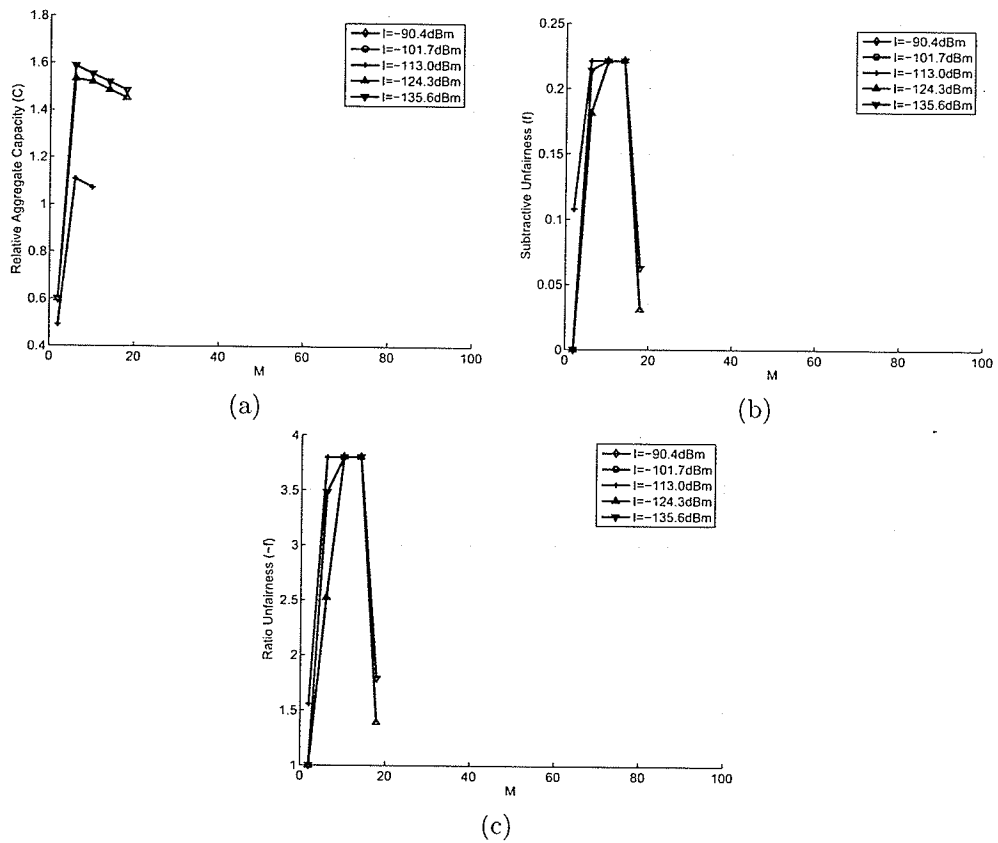 1.8
1.6
1.4
1.2
1
0.8
0.6
0.4
0
20
40
60
80
100
M
Relative Aggregate Capacity (C)
I=−90.4dBm
I=−101.7dBm
I=−113.0dBm
I=−124.3dBm
I=−135.6dBm
(a)
0.25
0.2
0.15
0.1
0.05
0
0
20
40
60
80
100
M
Subtractive Unfairness (f)
I=−90.4dBm
I=−101.7dBm
I=−113.0dBm
I=−124.3dBm
I=−135.6dBm
(b)
4
3.5
3
2.5
2
1.5
1
0
20
40
60
80
100
M
Ratio Unfairness (~f)
I=−90.4dBm
I=−101.7dBm
I=−113.0dBm
I=−124.3dBm
I=−135.6dBm
(c)